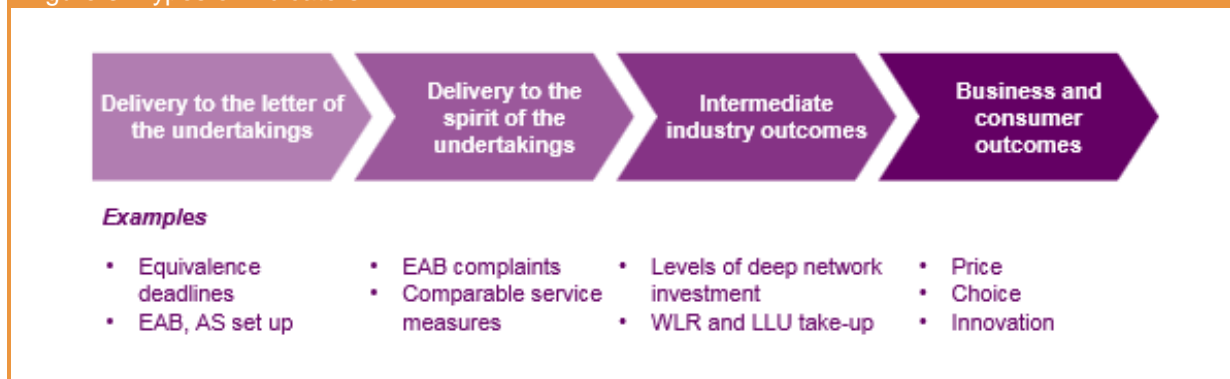 Delivery to the letter of
the undertakings
Delivery to the
spirit of the
undertakings
Intermediate
industry outcomes
Business and
consumer
outcomes
Examples
• Equivalence
deadlines
• EAB, AS set up
• EAB complaints
• Comparable service
measures
• Levels of deep network
investment
• WLR and LLU take-up
• Price
• Choice
• Innovation